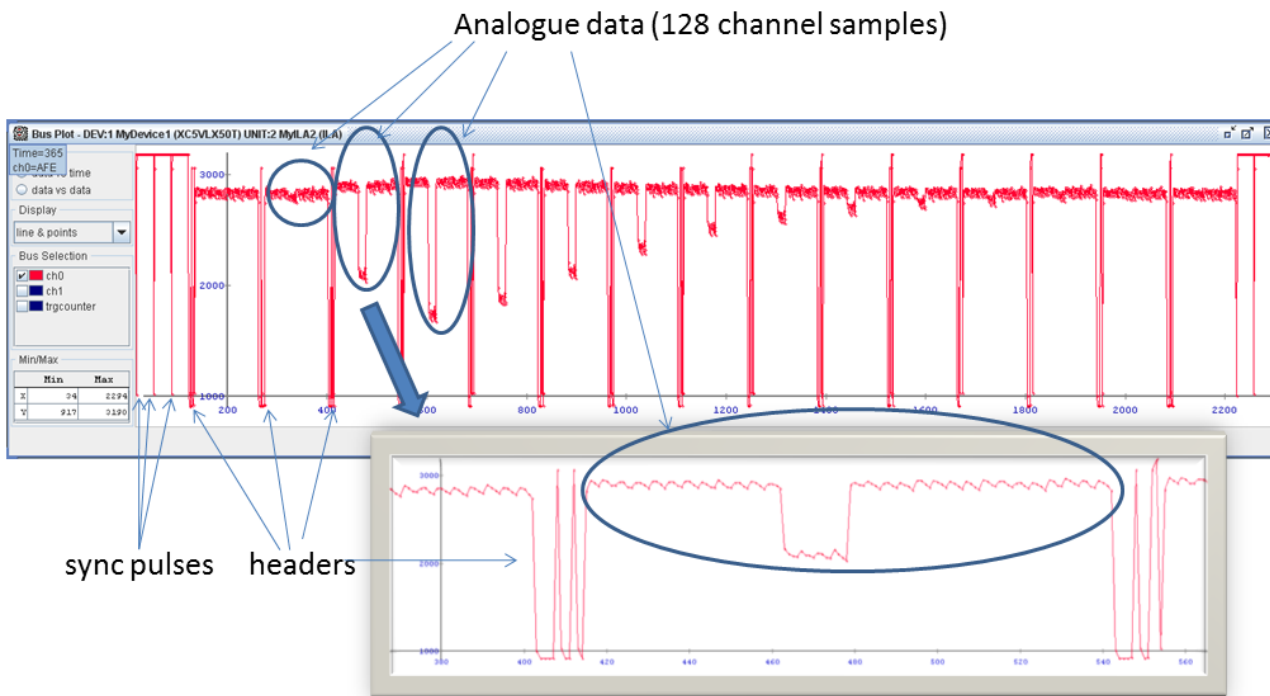 Analogue data (128 channel samples)
Bus Plot - DEV:1 MyDevice1 (XC5VLX50T) UNIT:2 MyILA2 (ILA)
Time=365
ch0=AFE
data vs data
Display
line & points
Bus Selection
ch0
ch1
trgcounter
Min/Max
Min Max
X 34 2294
Y 917 3190
3000
2000
1000
200 400 600 800 1000 1200 1400 1600 1800 2000 2200
sync pulses headers
3000
2000
1000
380 400 420 440 460 480 500 520 540 560